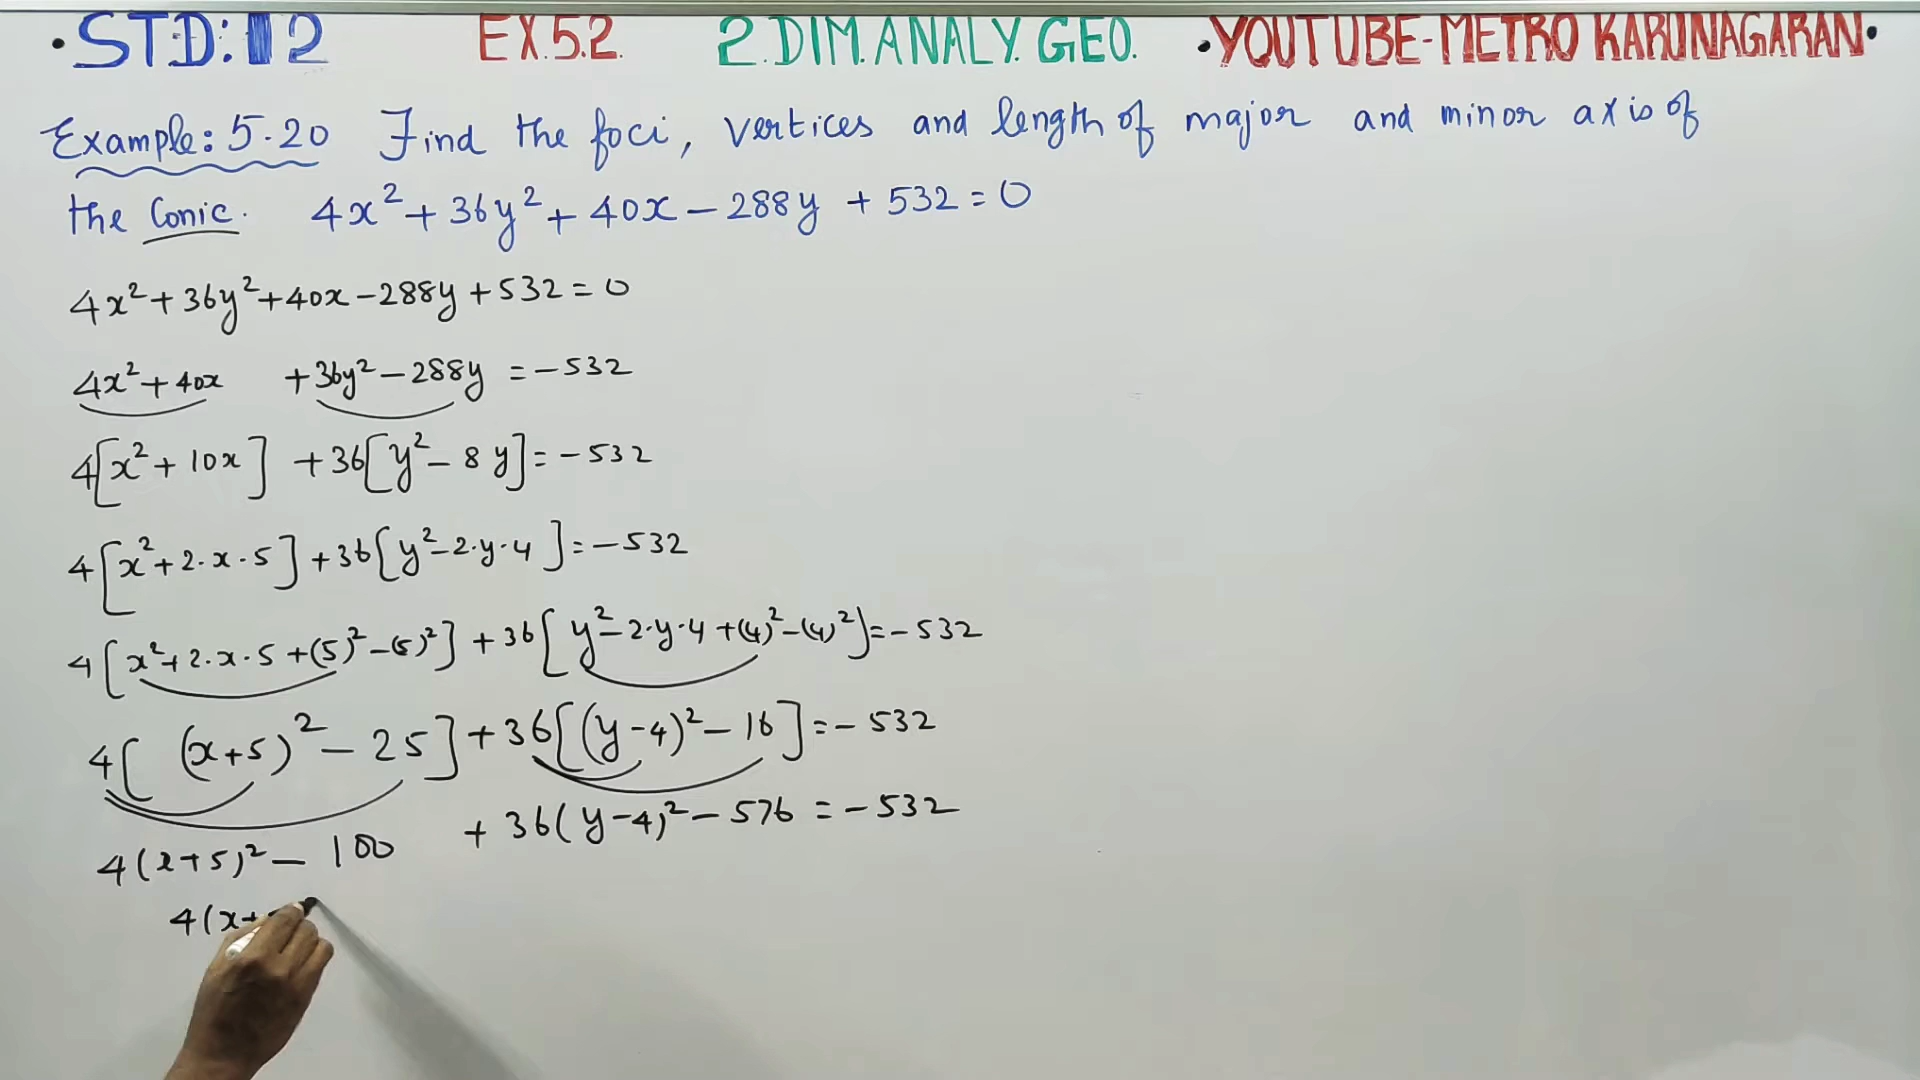 • STD: 12 EX.5.2. 2.DIM.ANALY.GEO. • YOUTUBE-METRO KARUNAGARAN •
Example: 5.20 Find the foci, vertices and length of major and minor axis of
the Conic. 4x² + 36y² + 40x − 288y + 532 = 0
4x² + 36y² + 40x − 288y + 532 = 0
4x² + 40x + 36y² − 288y = − 532
4[x² + 10x] + 36[y² − 8y] = − 532
4[x² + 2·x·5] + 36[y² − 2·y·4] = − 532
4[x² + 2·x·5 + (5)² − (5)²] + 36[y² − 2·y·4 + (4)² − (4)²] = − 532
4[(x+5)² − 25] + 36[(y−4)² − 16] = − 532
4(x+5)² − 100 + 36(y−4)² − 576 = − 532
4(x+